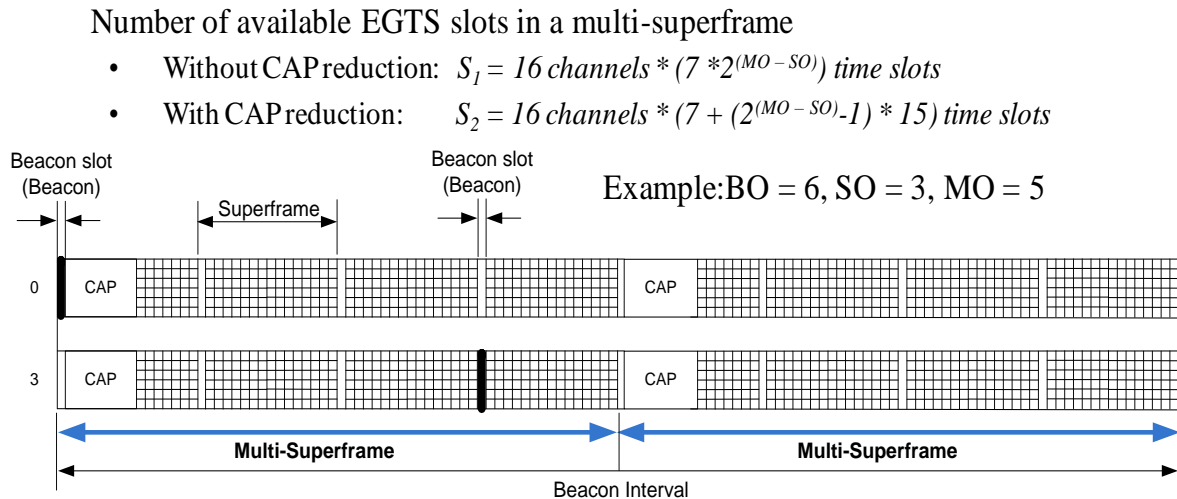 Number of available EGTS slots in a multi-superframe
• Without CAP reduction: S₁ = 16 channels * (7 *2^(MO – SO)) time slots
• With CAP reduction: S₂ = 16 channels * (7 + (2^(MO – SO)-1) * 15) time slots
Beacon slot
(Beacon)
Beacon slot
(Beacon)
Example:BO = 6, SO = 3, MO = 5
Superframe
0 CAP CAP
3 CAP CAP
Multi-Superframe Multi-Superframe
Beacon Interval